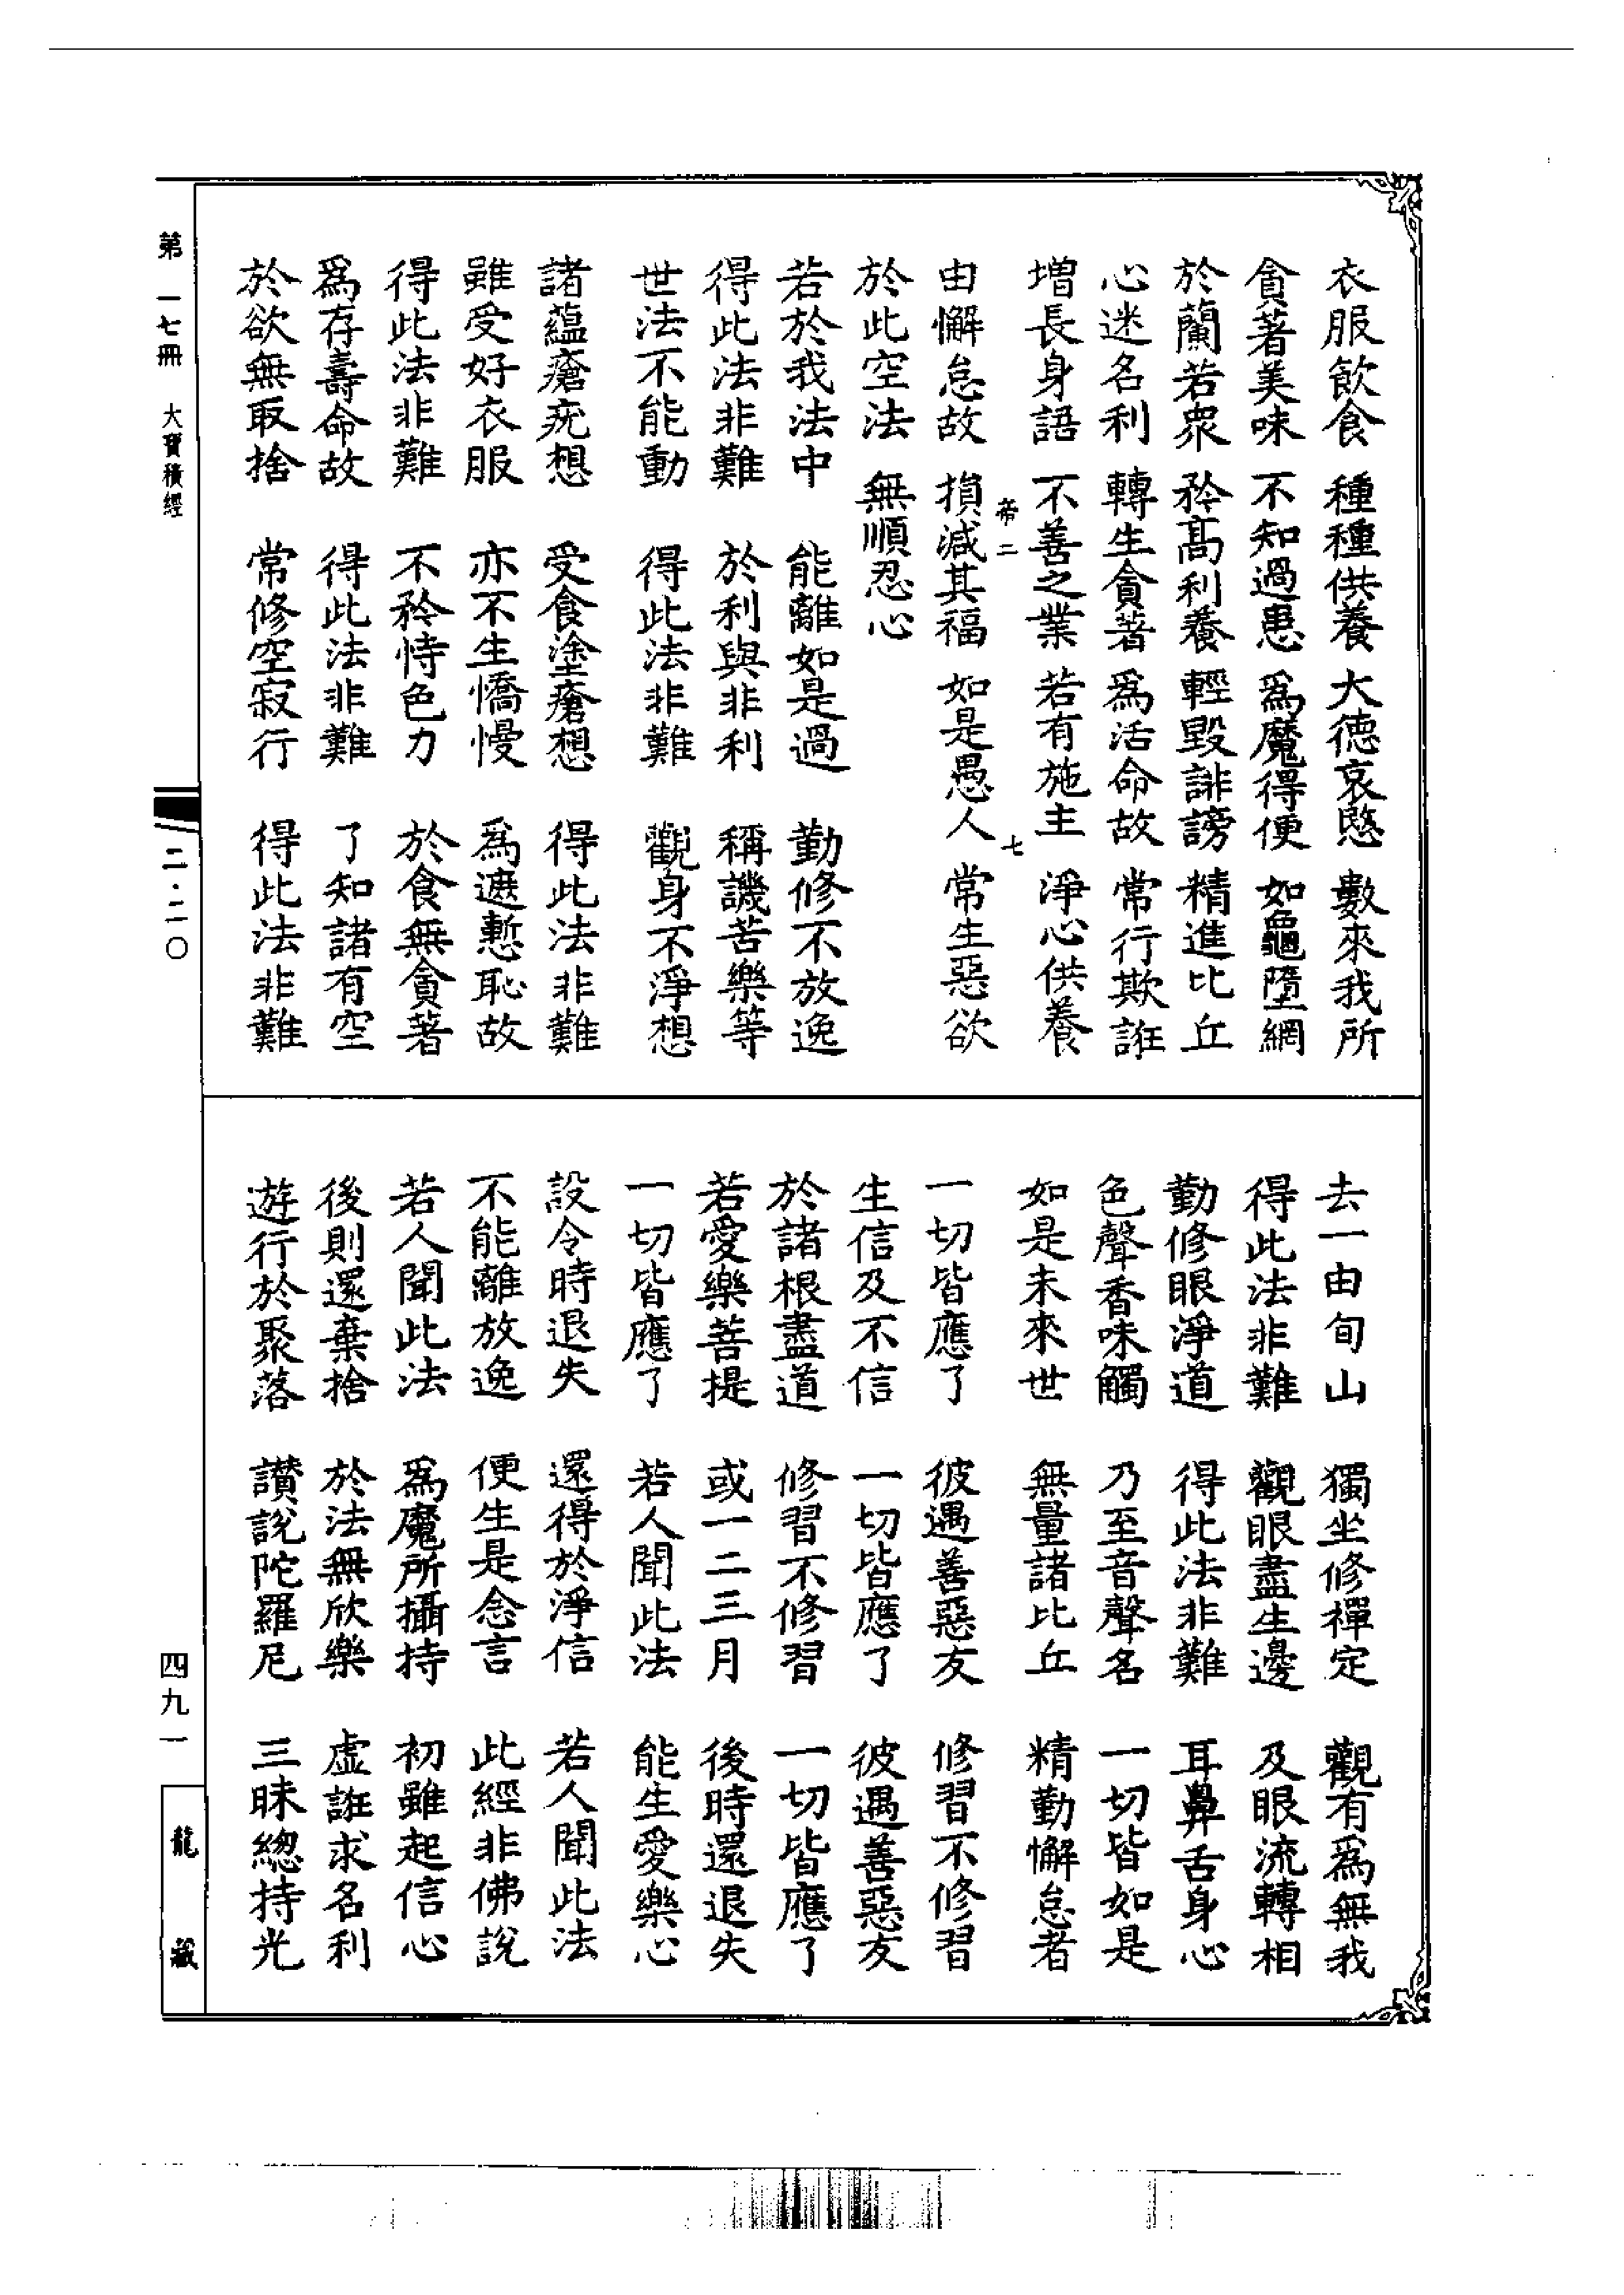 衣服飲食 種種供養 大德哀愍 數來我所
貪著美味 不知過患 爲魔得便 如龜墮網
於蘭若衆 矜高利養 輕毀誹謗 精進比丘
心迷名利 轉生貪著 爲活命故 常行欺誑
增長身語 不善之業 若有施主 淨心供養
帝二 七
由懈怠故 損減其福 如是愚人 常生惡欲
於此空法 無順忍心
若於我法中 能離如是過 勤修不放逸
得此法非難 於利與非利 稱譏苦樂等
世法不能動 得此法非難 觀身不淨想
諸蘊瘡疣想 受食塗瘡想 得此法非難
雖受好衣服 亦不生憍慢 爲遮慙恥故
得此法非難 不矜恃色力 於食無貪著
爲存壽命故 得此法非難 了知諸有空
於欲無取捨 常修空寂行 得此法非難
去一由旬山 獨坐修禪定 觀有爲無我
得此法非難 觀眼盡生邊 及眼流轉相
勤修眼淨道 得此法非難 耳鼻舌身心
色聲香味觸 乃至音聲名 一切皆如是
如是未來世 無量諸比丘 精勤懈怠者
一切皆應了 彼遇善惡友 修習不修習
生信及不信 一切皆應了 彼遇善惡友
於諸根盡道 修習不修習 一切皆應了
若愛樂菩提 或一二三月 後時還退失
一切皆應了 若人聞此法 能生愛樂心
設令時退失 還得於淨信 若人聞此法
不能離放逸 便生是念言 此經非佛說
若人聞此法 爲魔所攝持 初雖起信心
後則還棄捨 於法無欣樂 虛誑求名利
遊行於聚落 讚說陀羅尼 三昧總持光
第一七冊 大寶積經
二·二〇
四九一
龍藏